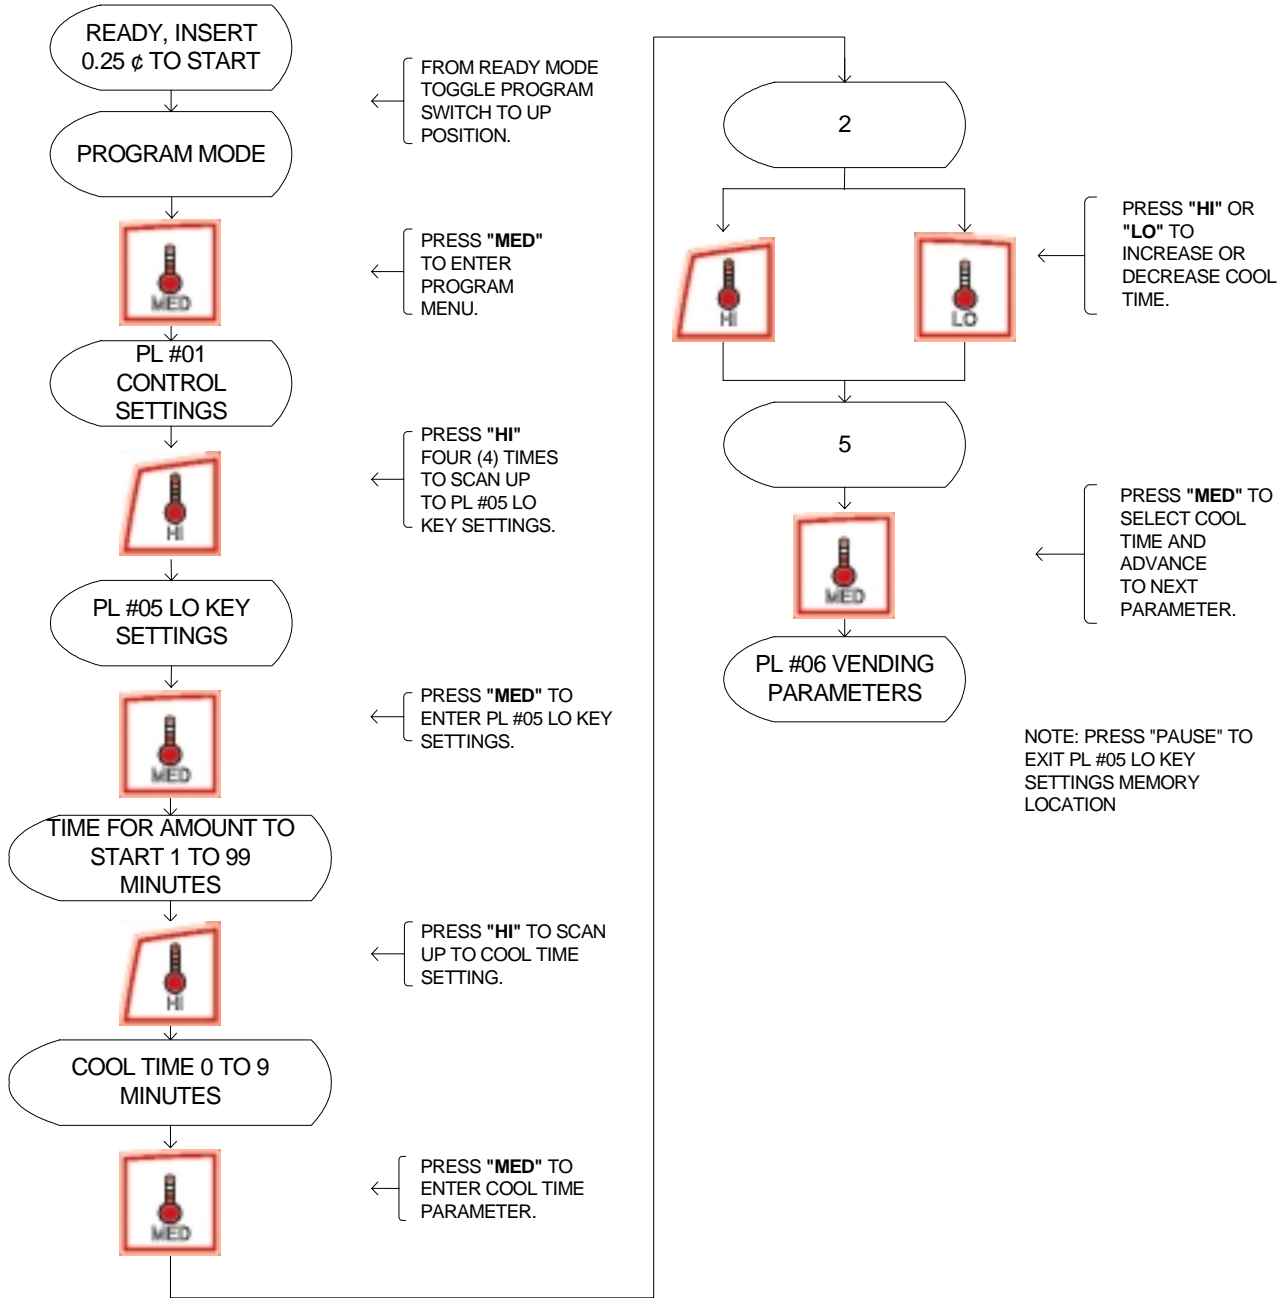 READY, INSERT
0.25 ¢ TO START
FROM READY MODE
TOGGLE PROGRAM
SWITCH TO UP
POSITION.
PROGRAM MODE
MED
PRESS "MED"
TO ENTER
PROGRAM
MENU.
PL #01
CONTROL
SETTINGS
HI
PRESS "HI"
FOUR (4) TIMES
TO SCAN UP
TO PL #05 LO
KEY SETTINGS.
PL #05 LO KEY
SETTINGS
MED
PRESS "MED" TO
ENTER PL #05 LO KEY
SETTINGS.
TIME FOR AMOUNT TO
START 1 TO 99
MINUTES
HI
PRESS "HI" TO SCAN
UP TO COOL TIME
SETTING.
COOL TIME 0 TO 9
MINUTES
MED
PRESS "MED" TO
ENTER COOL TIME
PARAMETER.
2
HI
LO
PRESS "HI" OR
"LO" TO
INCREASE OR
DECREASE COOL
TIME.
5
MED
PRESS "MED" TO
SELECT COOL
TIME AND
ADVANCE
TO NEXT
PARAMETER.
PL #06 VENDING
PARAMETERS
NOTE: PRESS "PAUSE" TO
EXIT PL #05 LO KEY
SETTINGS MEMORY
LOCATION